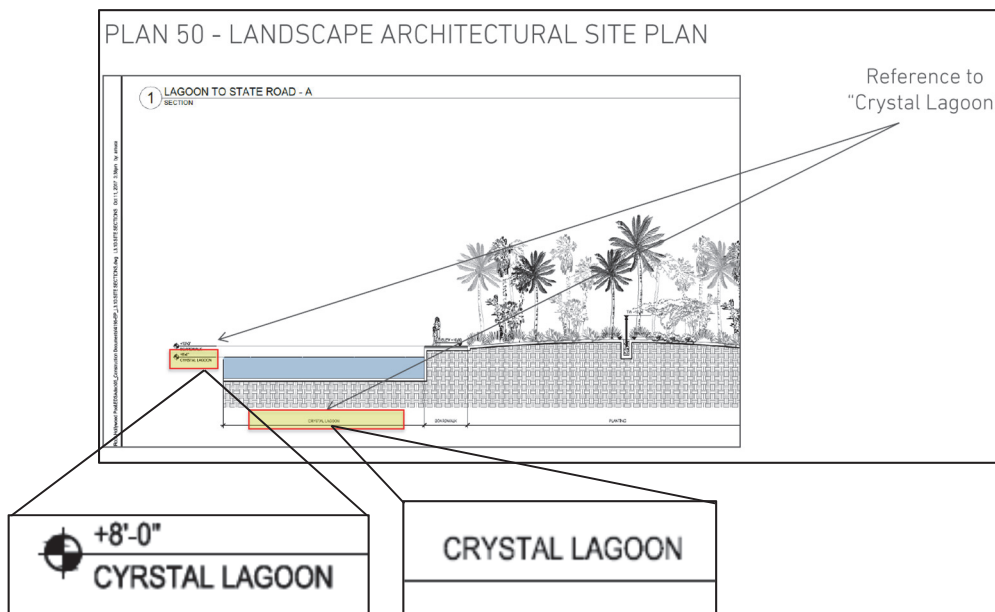 PLAN 50 - LANDSCAPE ARCHITECTURAL SITE PLAN
Reference to
"Crystal Lagoon
1
LAGOON TO STATE ROAD - A
SECTION
CRYSTAL LAGOON
PLANTING
+8'-0"
CYRSTAL LAGOON
CRYSTAL LAGOON